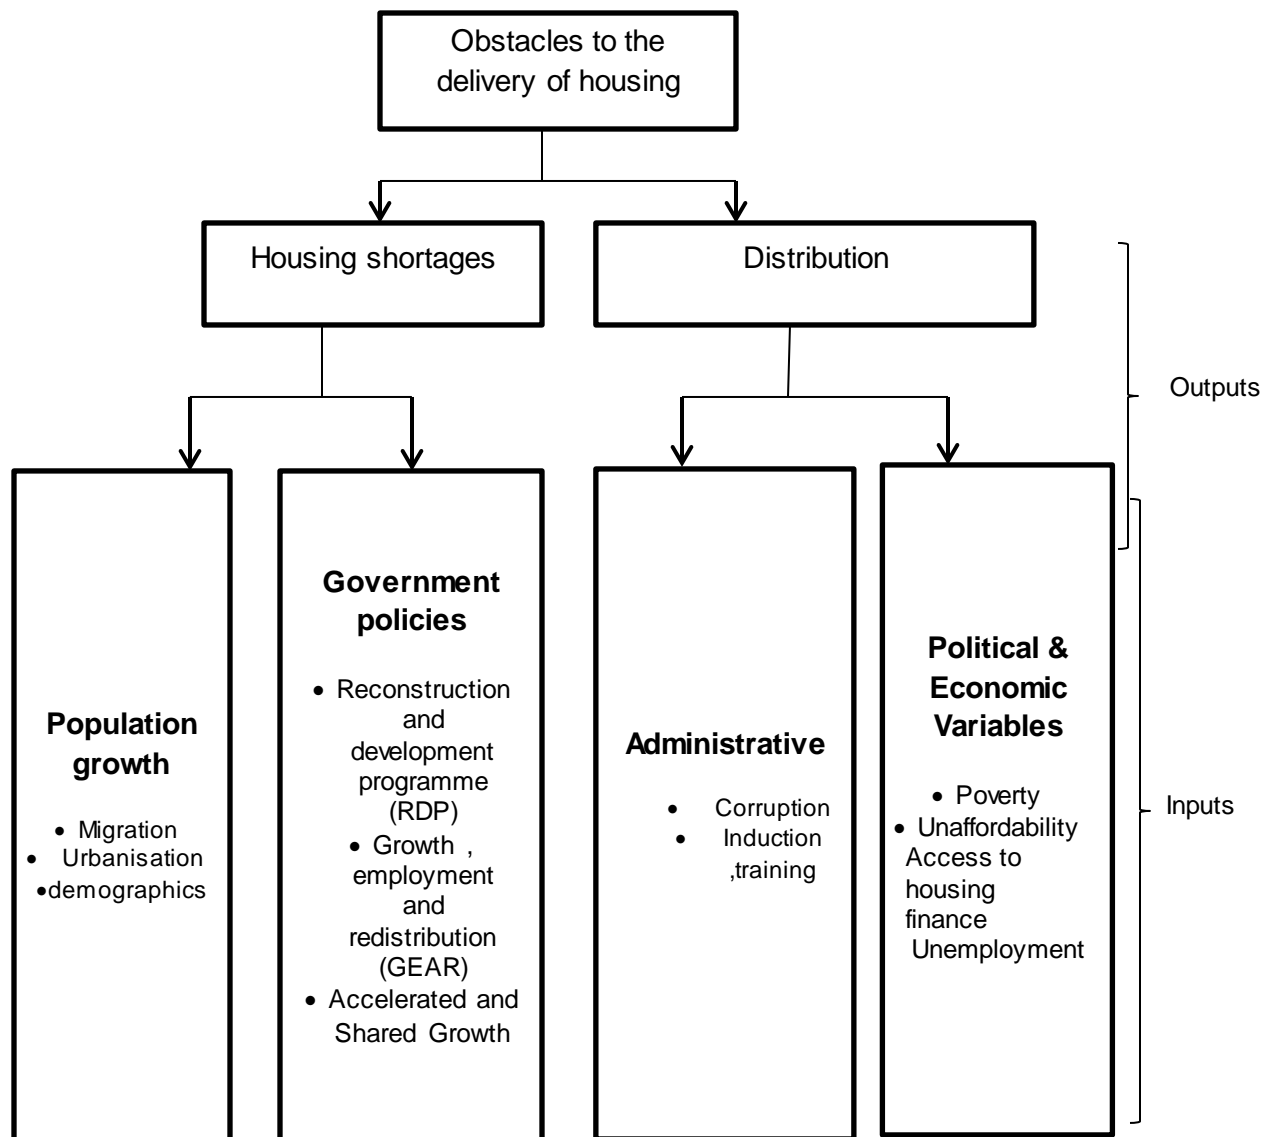 Obstacles to the
delivery of housing
Housing shortages
Distribution
Outputs
Population
growth
• Migration
• Urbanisation
•demographics
Government
policies
• Reconstruction
and
development
programme
(RDP)
• Growth ,
employment
and
redistribution
(GEAR)
• Accelerated and
Shared Growth
Administrative
• Corruption
• Induction
,training
Political &
Economic
Variables
• Poverty
• Unaffordability
Access to
housing
finance
Unemployment
Inputs